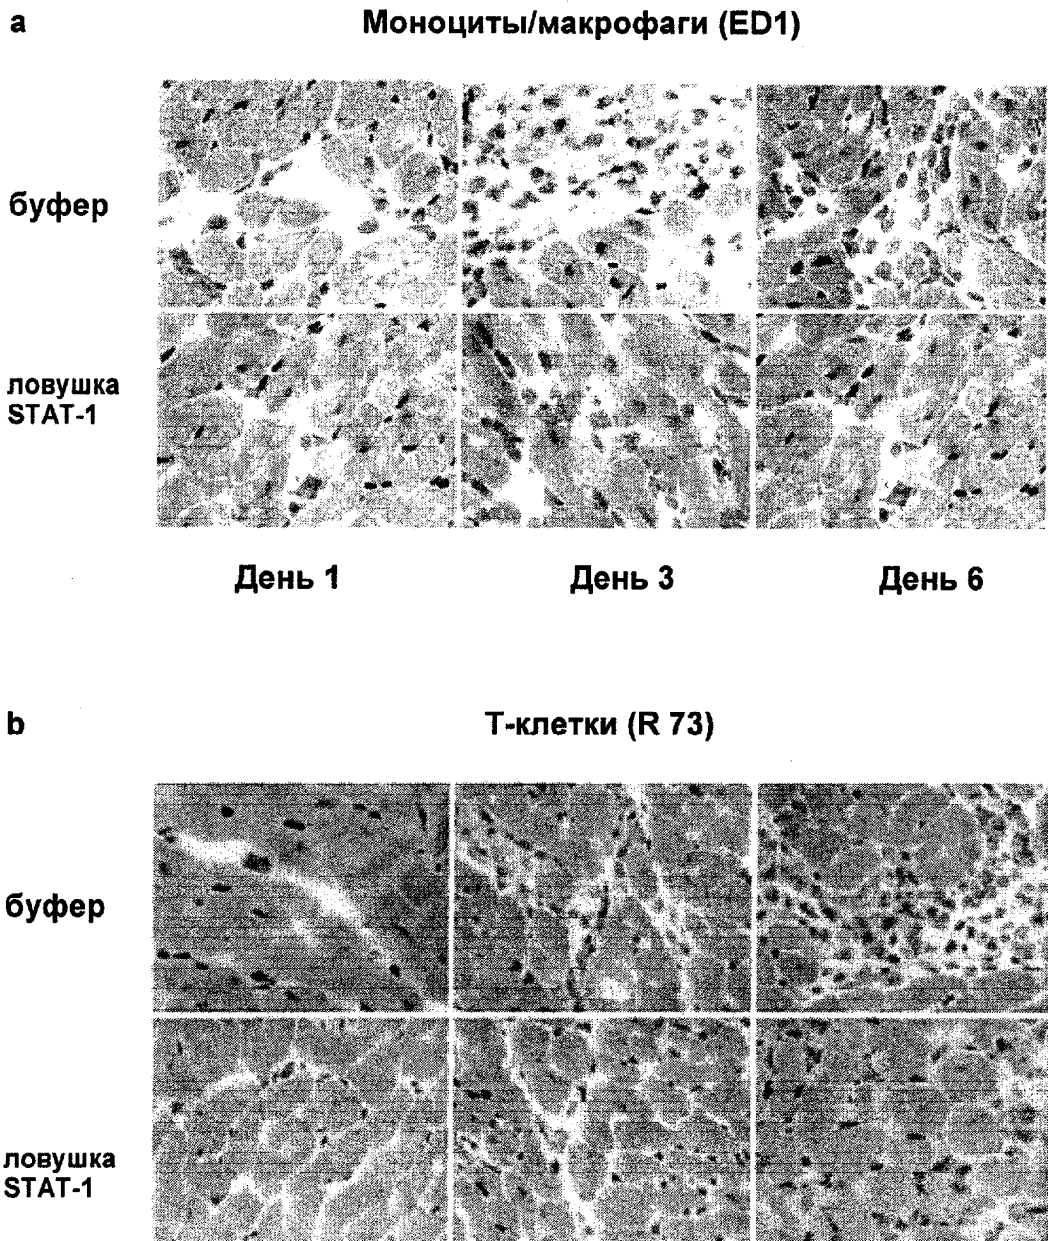 a
Моноциты/макрофаги (ED1)
буфер
ловушка
STAT-1
День 1
День 3
День 6
b
Т-клетки (R 73)
буфер
ловушка
STAT-1